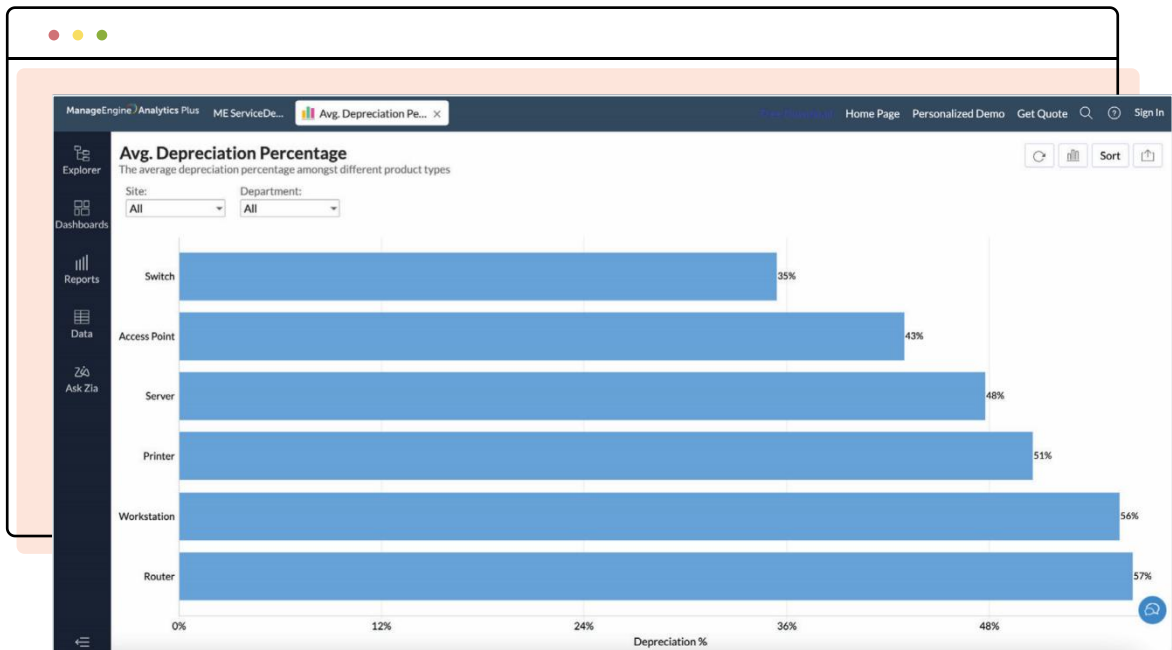 ManageEngine Analytics Plus ME ServiceDe... Avg. Depreciation Pe... × Home Page Personalized Demo Get Quote Sign In
Explorer
Dashboards
Reports
Data
Ask Zia
Avg. Depreciation Percentage
The average depreciation percentage amongst different product types
Sort
Site: Department:
All All
Switch 35%
Access Point 43%
Server 48%
Printer 51%
Workstation 56%
Router 57%
0% 12% 24% 36% 48%
Depreciation %